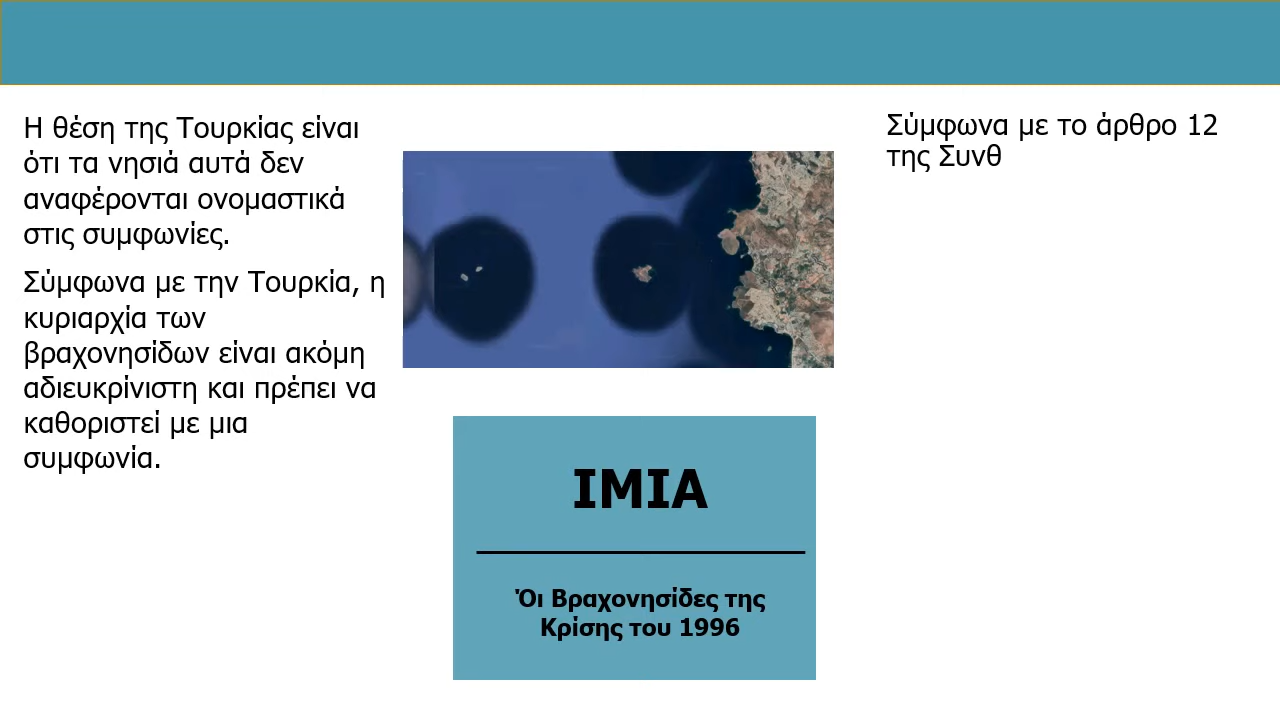 Η θέση της Τουρκίας είναι
ότι τα νησιά αυτά δεν
αναφέρονται ονομαστικά
στις συμφωνίες.
Σύμφωνα με την Τουρκία, η
κυριαρχία των
βραχονησίδων είναι ακόμη
αδιευκρίνιστη και πρέπει να
καθοριστεί με μια
συμφωνία.
ΙΜΙΑ
Όι Βραχονησίδες της
Κρίσης του 1996
Σύμφωνα με το άρθρο 12
της Συνθ